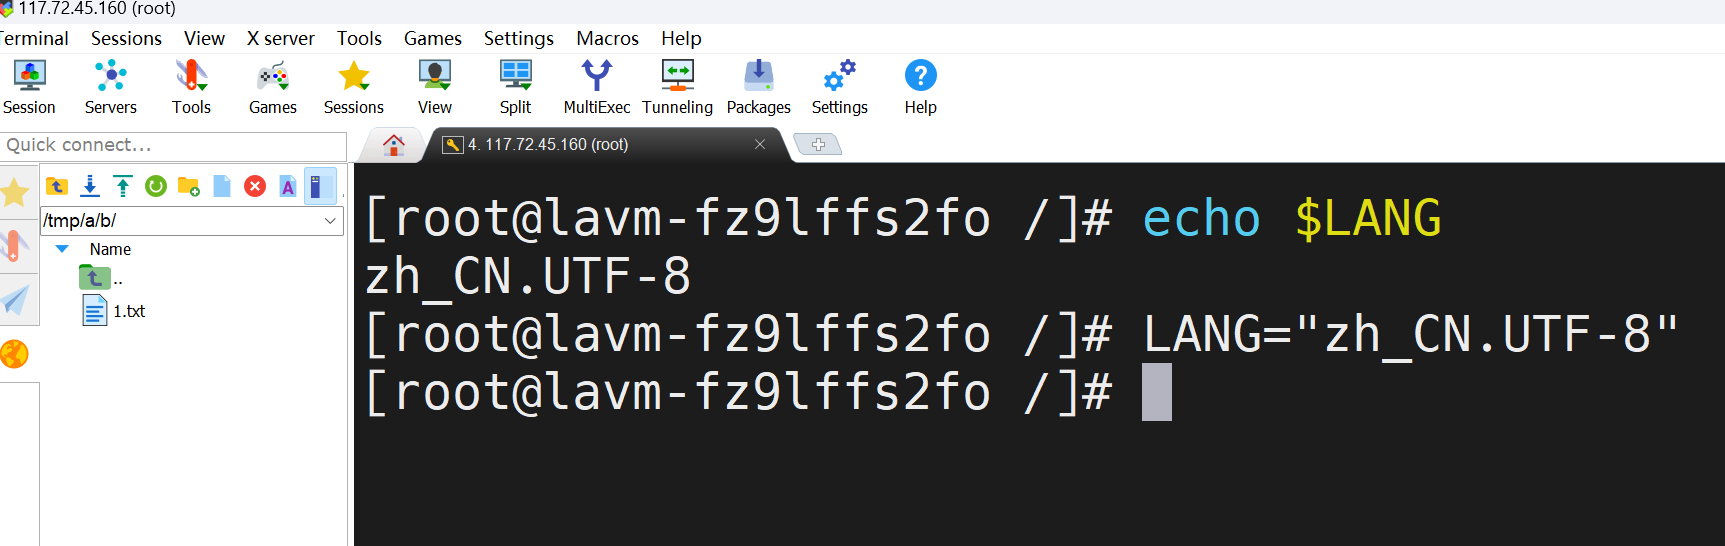 117.72.45.160 (root)
Terminal Sessions View X server Tools Games Settings Macros Help
Session Servers Tools Games Sessions View Split MultiExec Tunneling Packages Settings Help
Quick connect...
4. 117.72.45.160 (root)
/tmp/a/b/
Name
..
1.txt
[root@lavm-fz9lffs2fo /]# echo $LANG
zh_CN.UTF-8
[root@lavm-fz9lffs2fo /]# LANG="zh_CN.UTF-8"
[root@lavm-fz9lffs2fo /]#